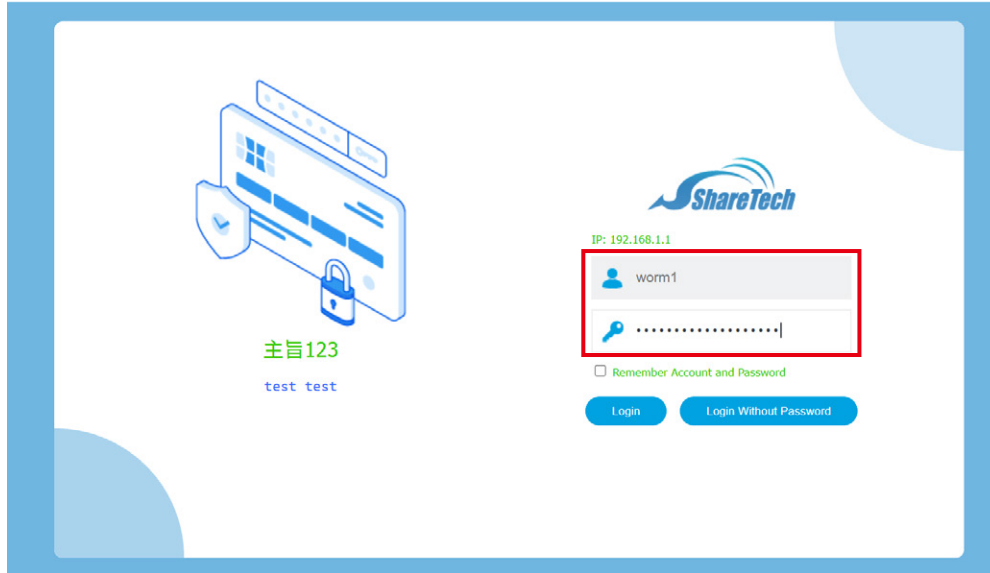 主旨123
test test
ShareTech
IP: 192.168.1.1
worm1
•••••••••••••••••••
Remember Account and Password
Login
Login Without Password